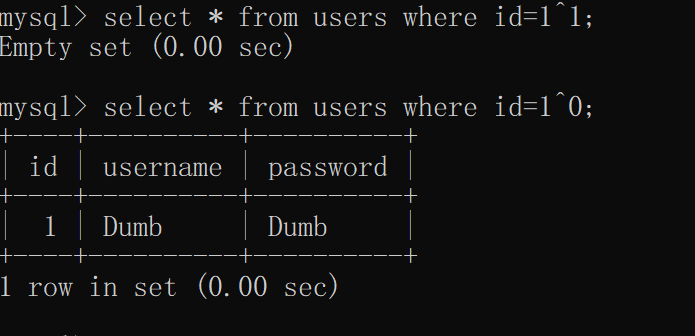 mysql> select * from users where id=1^1;
Empty set (0.00 sec)
mysql> select * from users where id=1^0;
+----+----------+----------+
| id | username | password |
+----+----------+----------+
| 1 | Dumb | Dumb |
+----+----------+----------+
1 row in set (0.00 sec)